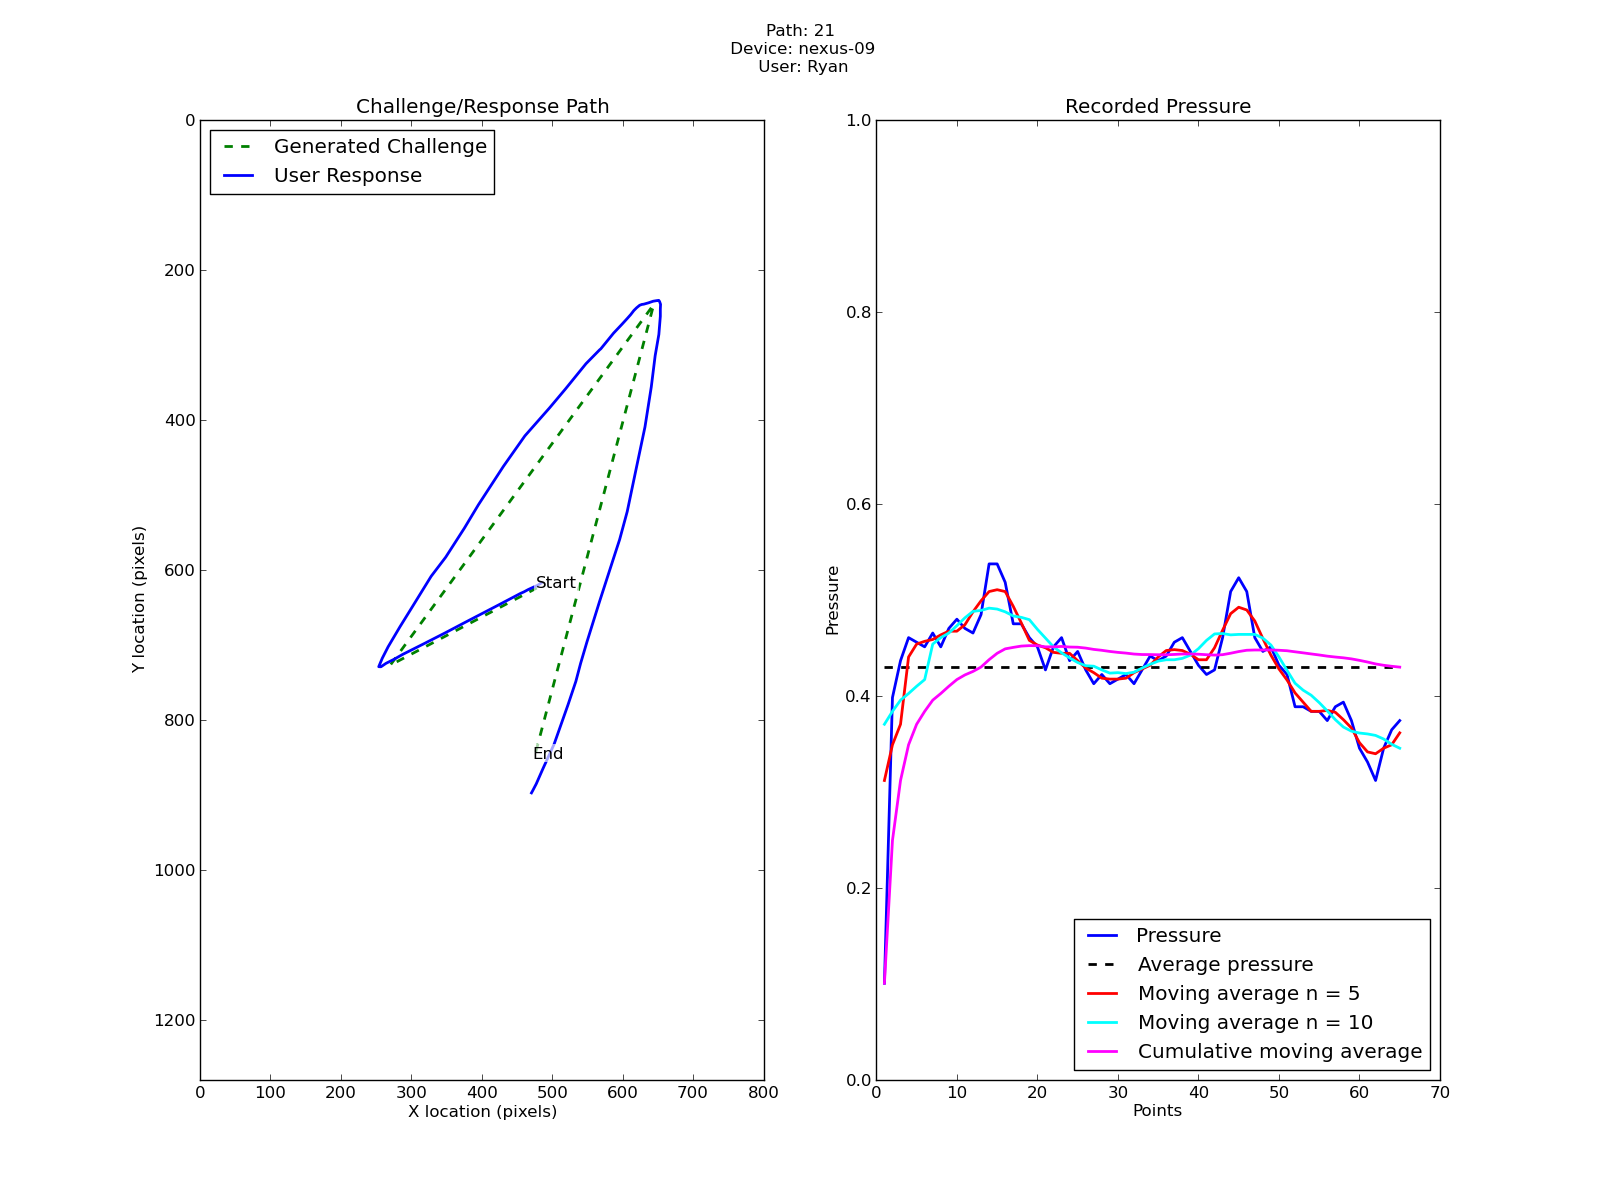 Path: 21
Device: nexus-09
User: Ryan
Challenge/Response Path
Generated Challenge
User Response
0
200
400
600
800
1000
1200
Y location (pixels)
Start
End
0 100 200 300 400 500 600 700 800
X location (pixels)
Recorded Pressure
1.0
0.8
0.6
0.4
0.2
0.0
Pressure
Pressure
Average pressure
Moving average n = 5
Moving average n = 10
Cumulative moving average
0 10 20 30 40 50 60 70
Points